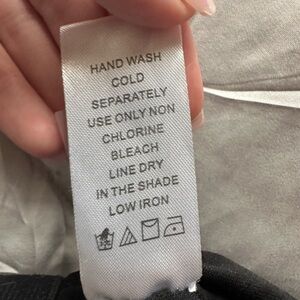 HAND WASH
COLD
SEPARATELY
USE ONLY NON
CHLORINE
BLEACH
LINE DRY
IN THE SHADE
LOW IRON